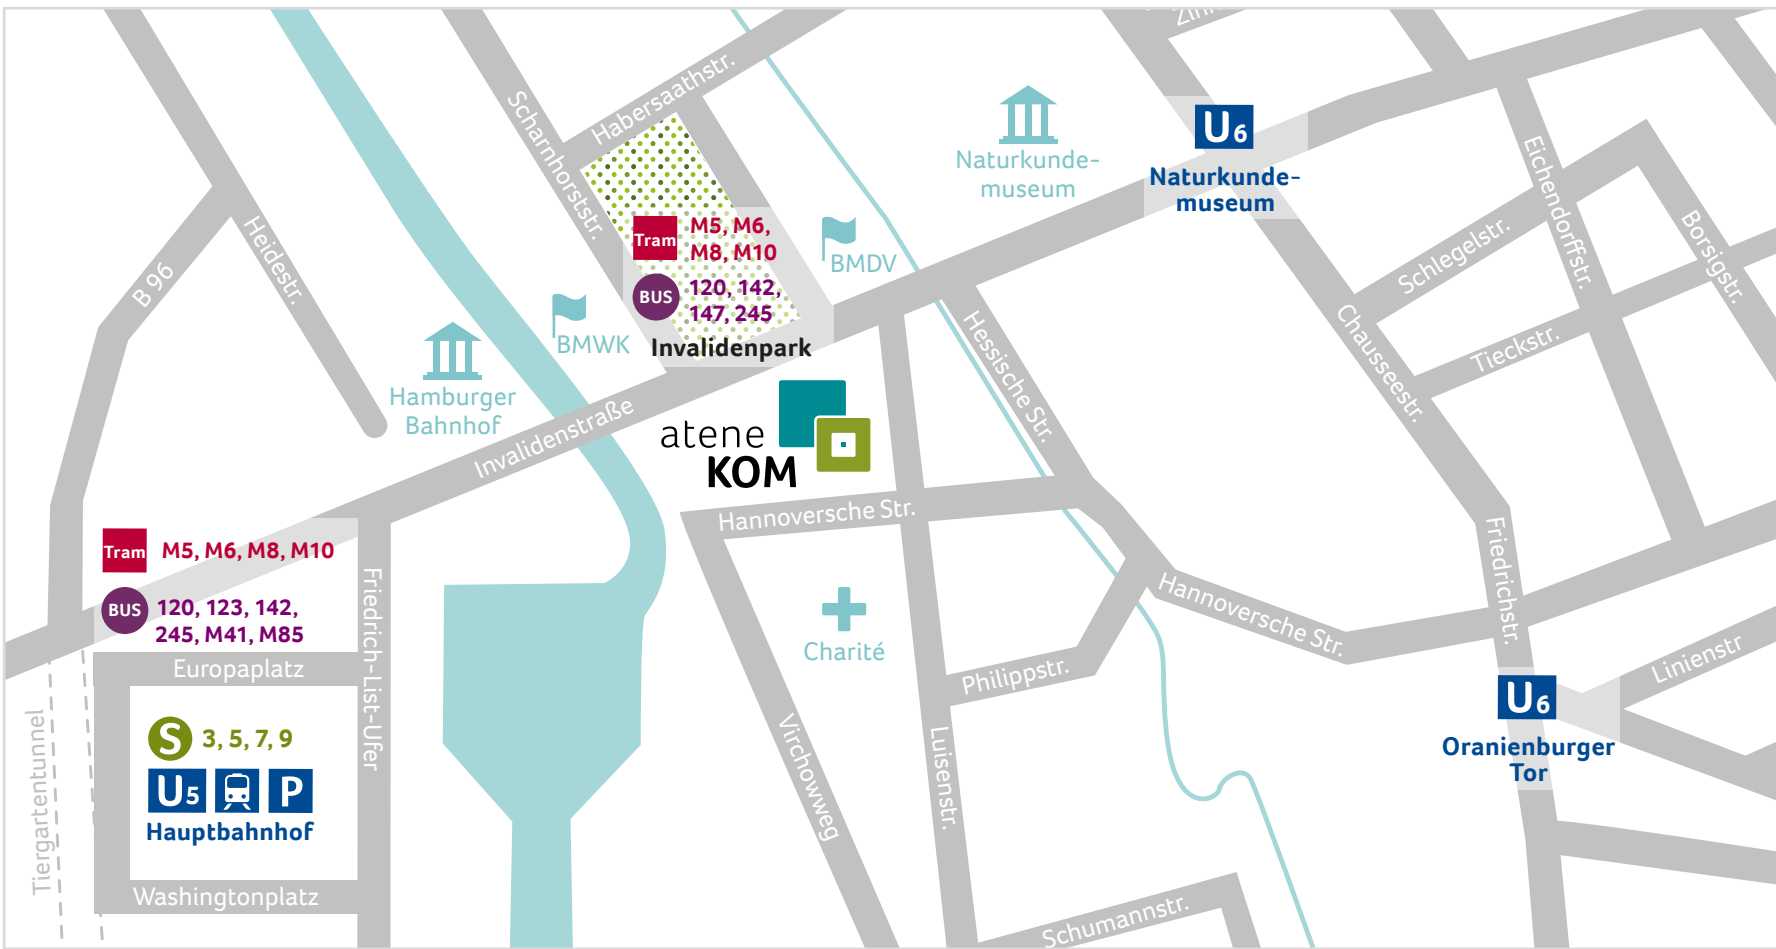 Zinn
Habersaathstr.
Scharnhorststr.
Naturkunde-
museum
U6
Naturkunde-
museum
Eichendorffstr.
Borsigstr.
Schlegelstr.
Tieckstr.
Chausseestr.
B 96
Heidestr.
Tram
M5, M6,
M8, M10
BUS
120, 142,
147, 245
Invalidenpark
BMDV
BMWK
Hamburger
Bahnhof
Invalidenstraße
atene
KOM
Hessische Str.
Hannoversche Str.
Tram
M5, M6, M8, M10
BUS
120, 123, 142,
245, M41, M85
Europaplatz
Friedrich-List-Ufer
Charité
Philippstr.
Hannoversche Str.
Friedrichstr.
Linienstr
U6
Oranienburger
Tor
Tiergartentunnel
S
3, 5, 7, 9
U5
P
Hauptbahnhof
Washingtonplatz
Virchowweg
Luisenstr.
Schumannstr.